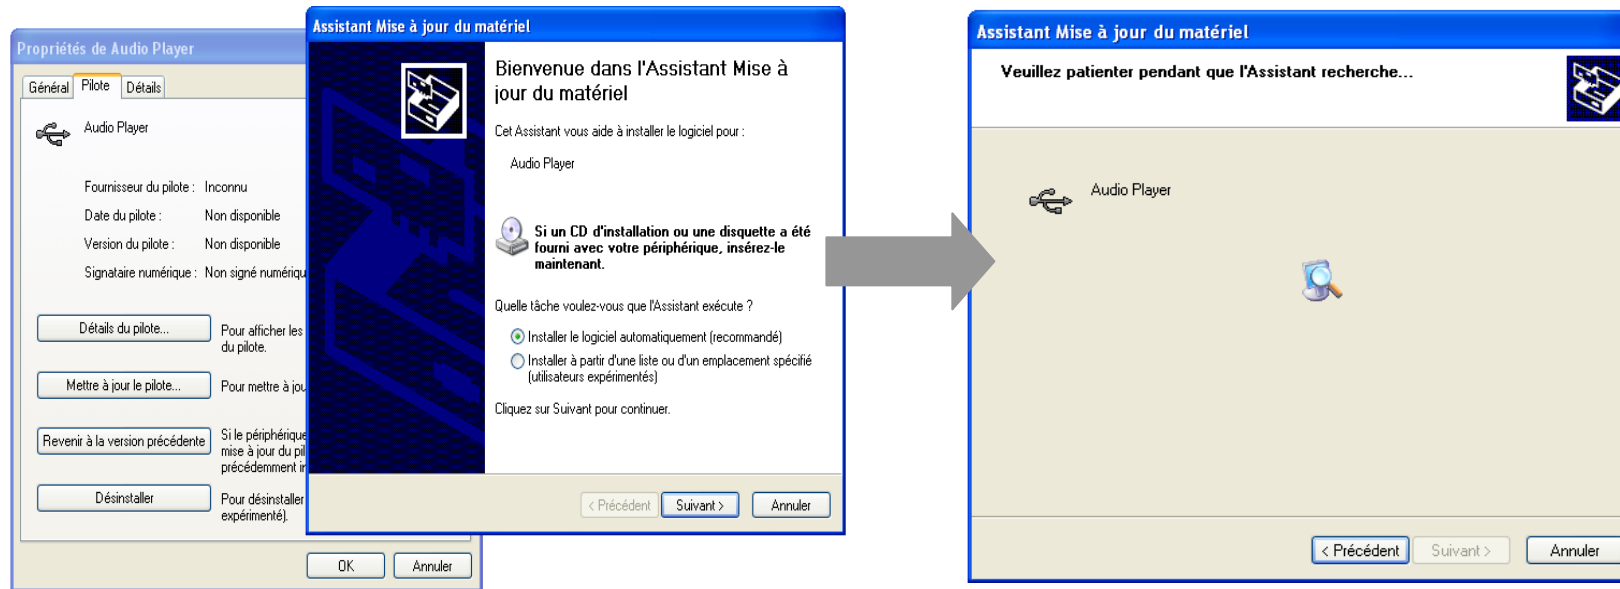 Propriétés de Audio Player
Général
Pilote
Détails
Audio Player
Fournisseur du pilote : Inconnu
Date du pilote : Non disponible
Version du pilote : Non disponible
Signataire numérique : Non signé
Détails du pilote...
Pour afficher les
du pilote.
Mettre à jour le pilote...
Pour mettre à
Revenir à la version précédente
Si le périphérique
mise à jour du
précédemment
Désinstaller
Pour désinstaller
expérimenté).
OK
Annuler
Assistant Mise à jour du matériel
Bienvenue dans l'Assistant Mise à
jour du matériel
Cet Assistant vous aide à installer le logiciel pour :
Audio Player
Si un CD d'installation ou une disquette a été
fourni avec votre périphérique, insérez-le
maintenant.
Quelle tâche voulez-vous que l'Assistant exécute ?
Installer le logiciel automatiquement (recommandé)
Installer à partir d'une liste ou d'un emplacement spécifié
(utilisateurs expérimentés)
Cliquez sur Suivant pour continuer.
< Précédent
Suivant >
Annuler
Assistant Mise à jour du matériel
Veuillez patienter pendant que l'Assistant recherche...
Audio Player
< Précédent
Suivant >
Annuler